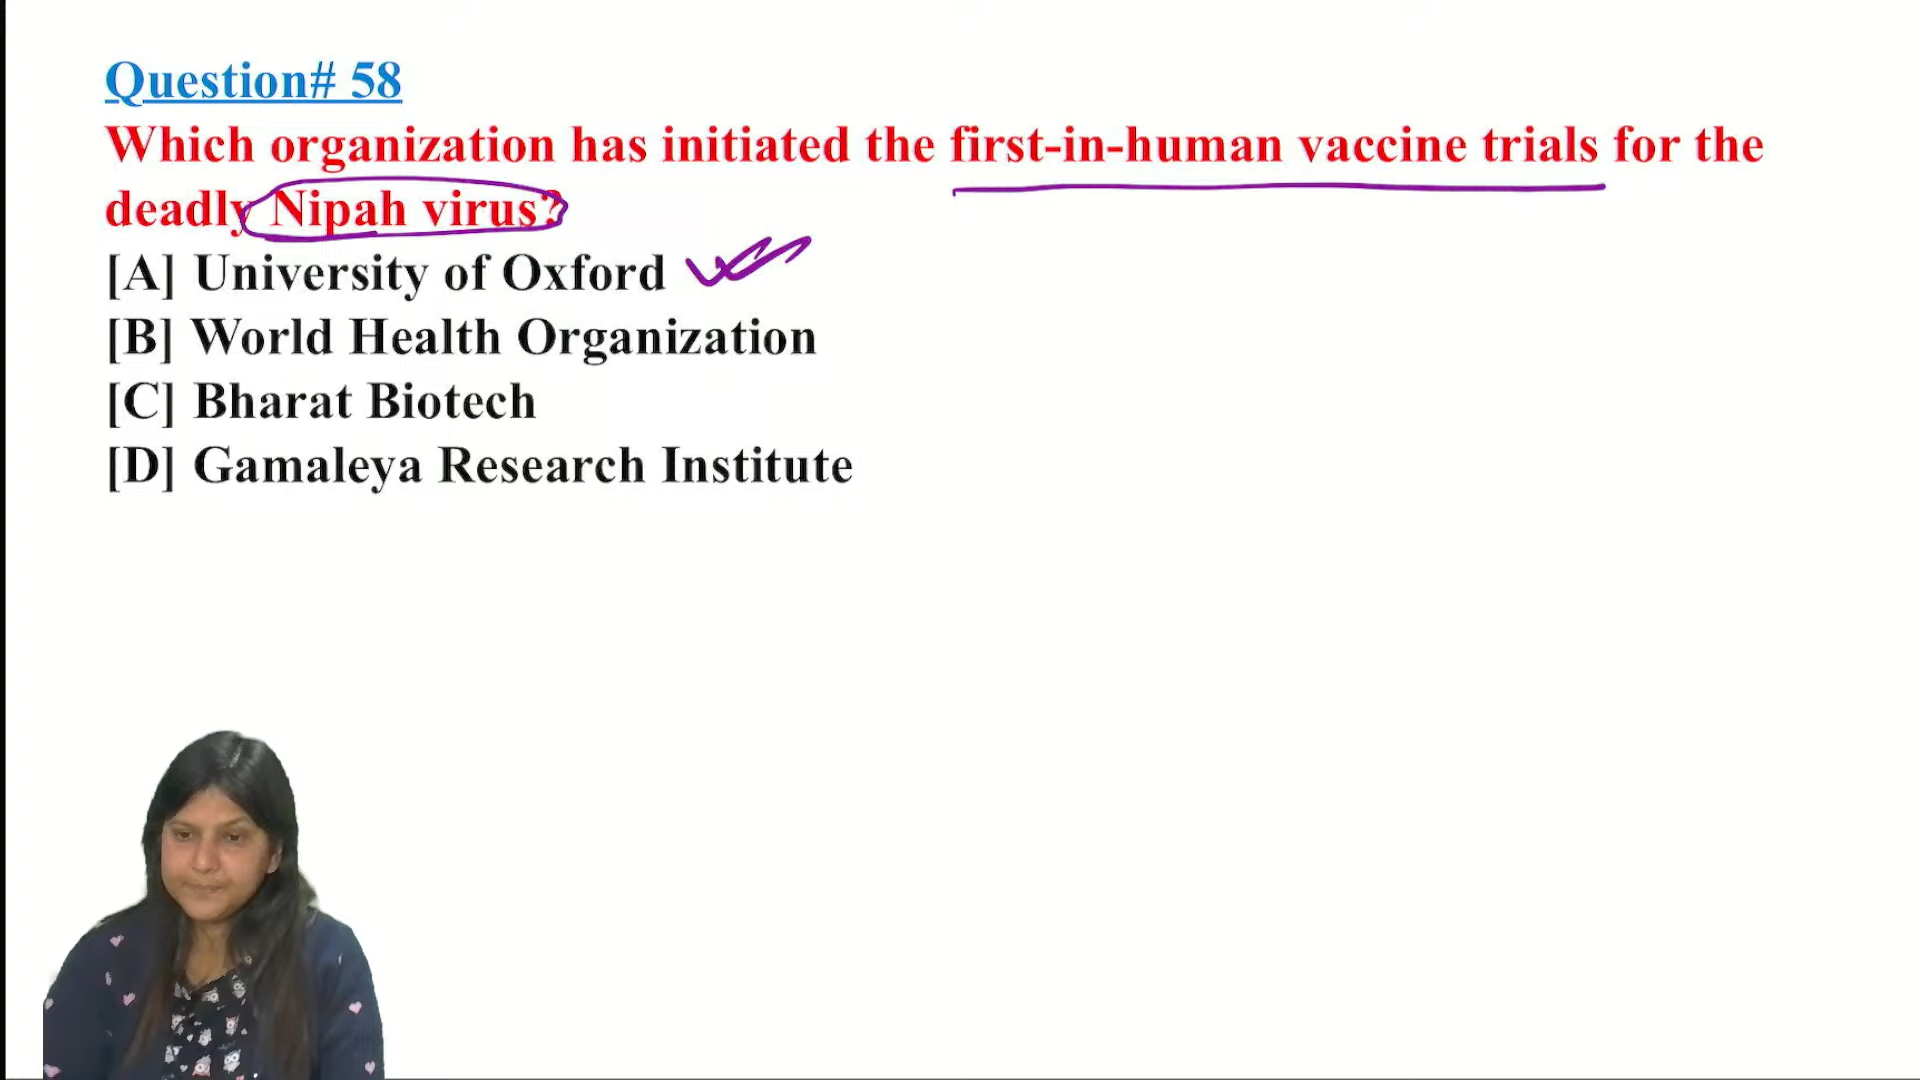 Question# 58
Which organization has initiated the first-in-human vaccine trials for the
deadly Nipah virus?
[A] University of Oxford
[B] World Health Organization
[C] Bharat Biotech
[D] Gamaleya Research Institute